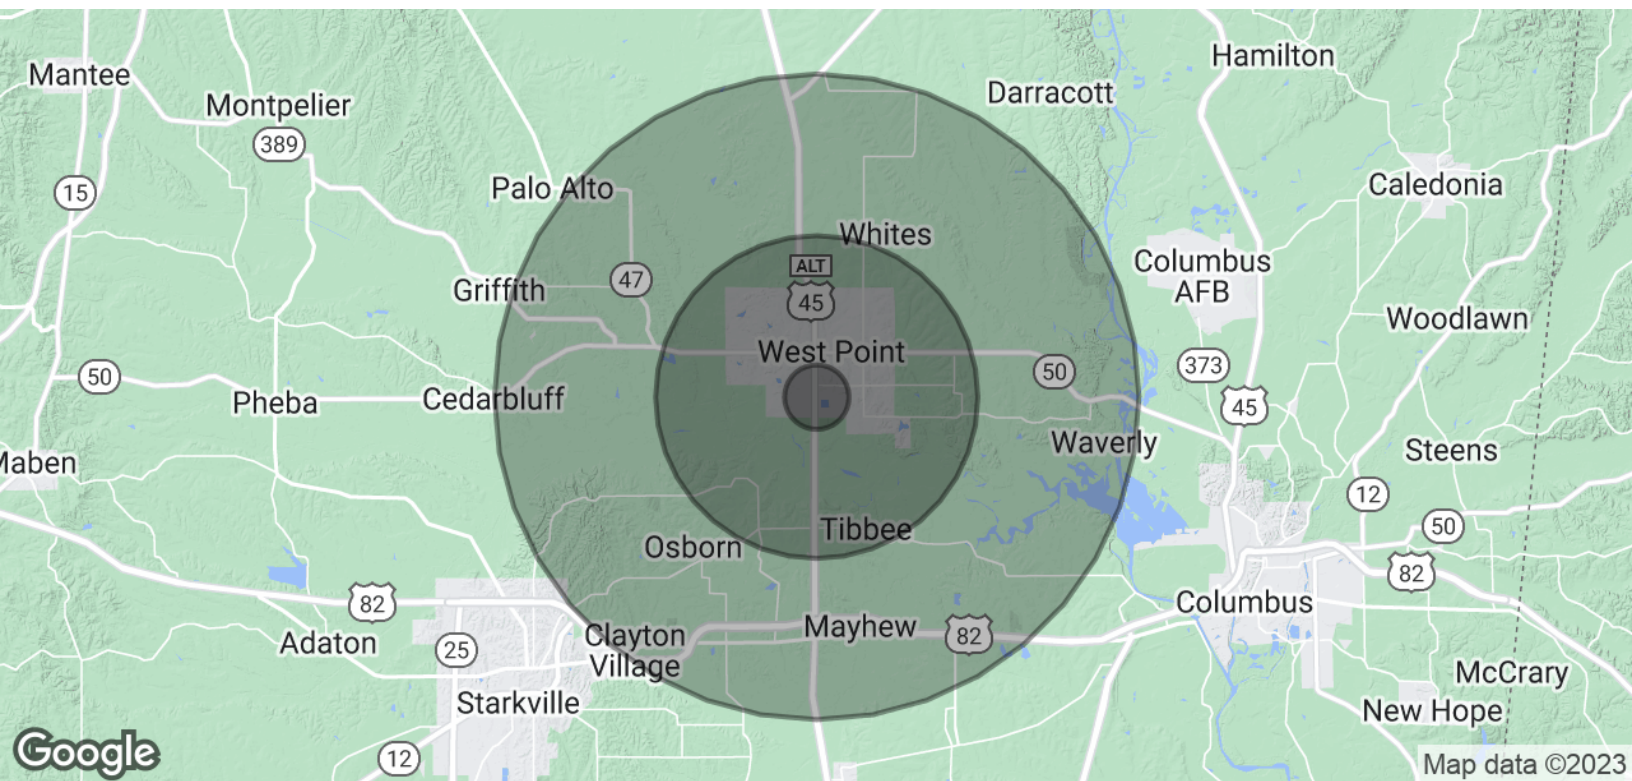 Hamilton
Mantee
Darracott
Montpelier
389
15
Palo Alto
Caledonia
Whites
Columbus
AFB
ALT
45
47
Griffith
Woodlawn
West Point
373
50
50
Cedarbluff
Pheba
45
Waverly
Steens
Maben
12
50
Tibbee
Osborn
82
82
Columbus
Mayhew
82
Clayton
Village
Adaton
25
McCrary
Starkville
New Hope
Google
12
Map data ©2023